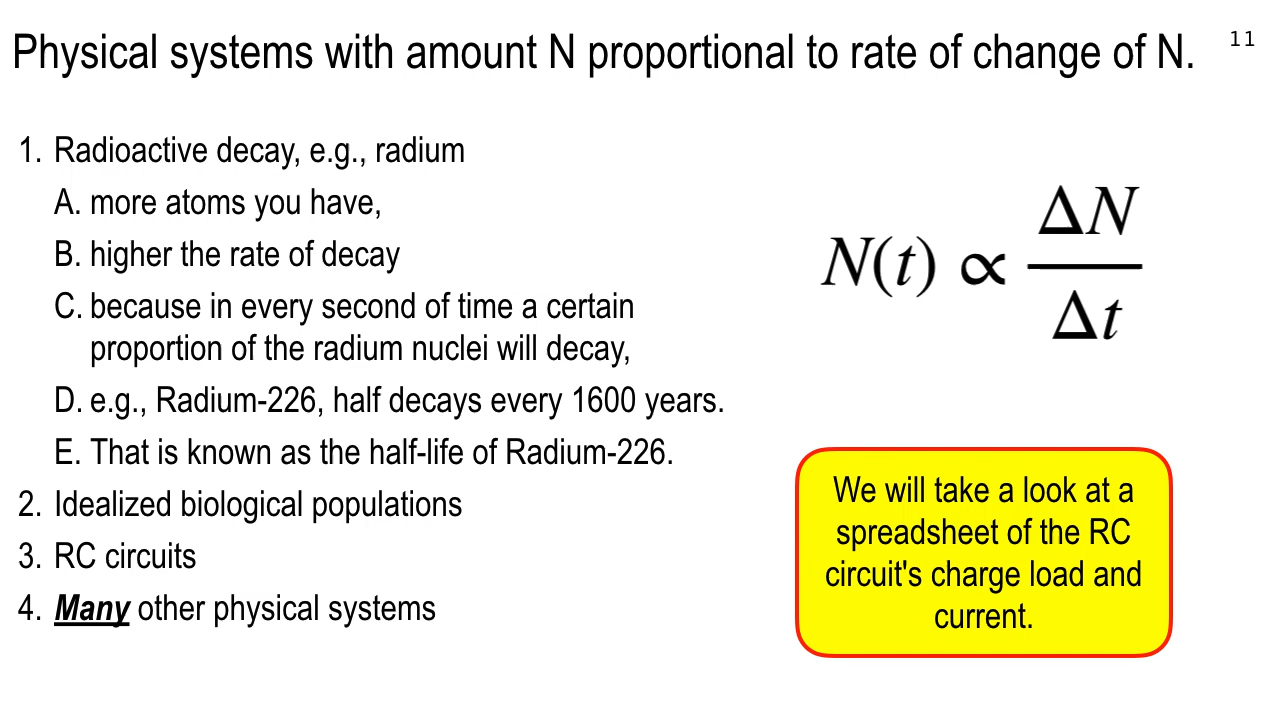 Physical systems with amount N proportional to rate of change of N.
11
1. Radioactive decay, e.g., radium
A. more atoms you have,
B. higher the rate of decay
C. because in every second of time a certain
proportion of the radium nuclei will decay,
D. e.g., Radium-226, half decays every 1600 years.
E. That is known as the half-life of Radium-226.
2. Idealized biological populations
3. RC circuits
4. Many other physical systems
N(t) ∝ ΔN/Δt
We will take a look at a
spreadsheet of the RC
circuit's charge load and
current.